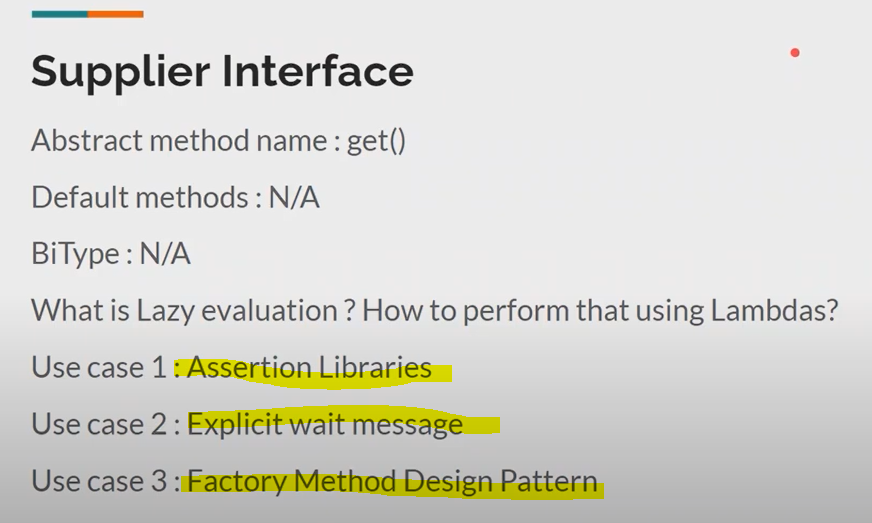 Supplier Interface
Abstract method name : get()
Default methods : N/A
BiType : N/A
What is Lazy evaluation ? How to perform that using Lambdas?
Use case 1 : Assertion Libraries
Use case 2 : Explicit wait message
Use case 3 : Factory Method Design Pattern